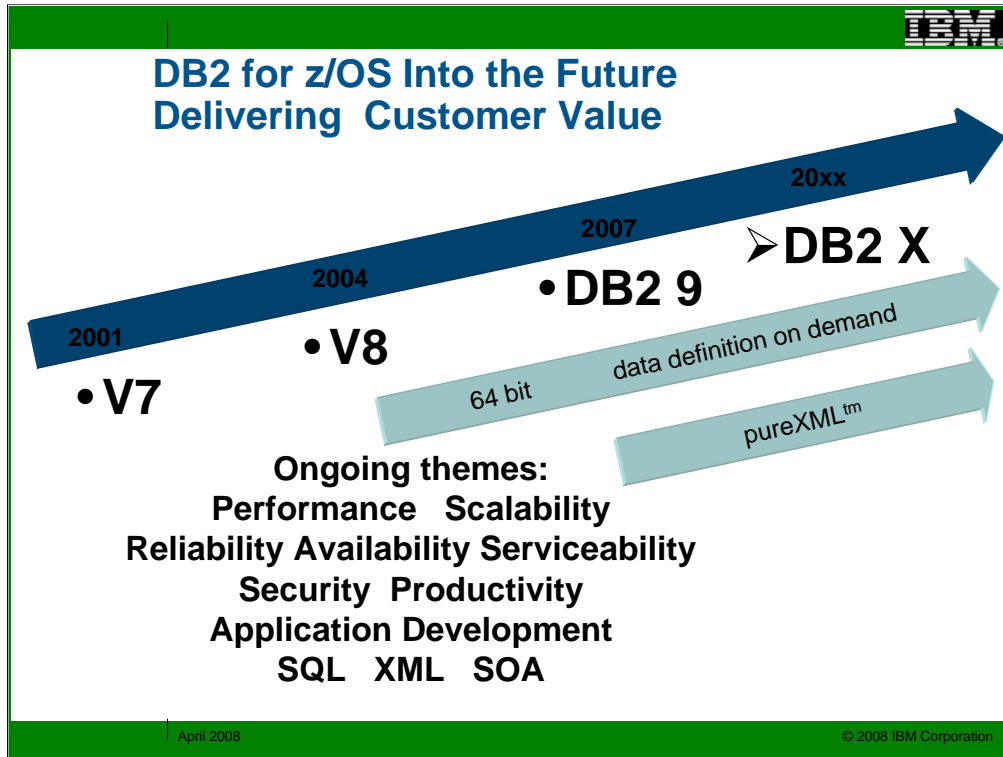 IBM®
DB2 for z/OS Into the Future
Delivering Customer Value
20xx
2007
2004
2001
➢DB2 X
•DB2 9
•V8
•V7
64 bit data definition on demand
pureXML™
Ongoing themes:
Performance Scalability
Reliability Availability Serviceability
Security Productivity
Application Development
SQL XML SOA
April 2008
© 2008 IBM Corporation